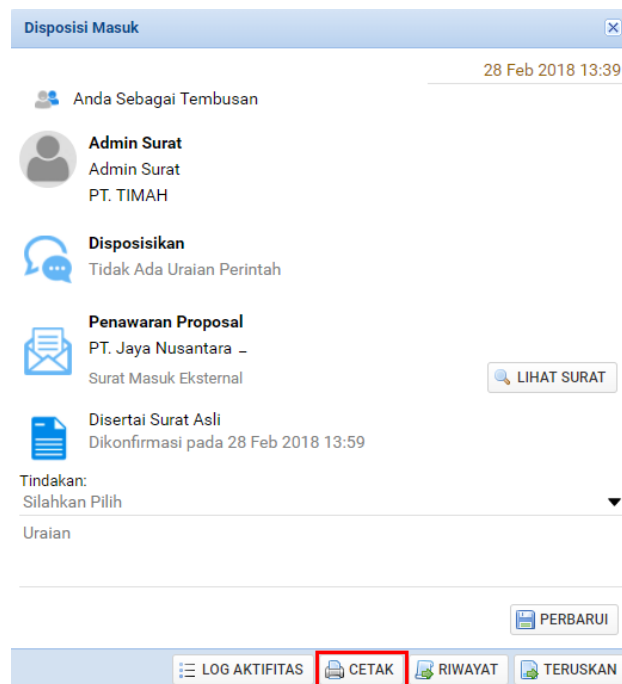 Disposisi Masuk
28 Feb 2018 13:39
Anda Sebagai Tembusan
Admin Surat
Admin Surat
PT. TIMAH
Disposisikan
Tidak Ada Uraian Perintah
Penawaran Proposal
PT. Jaya Nusantara _
Surat Masuk Eksternal
LIHAT SURAT
Disertai Surat Asli
Dikonfirmasi pada 28 Feb 2018 13:59
Tindakan:
Silahkan Pilih
Uraian
PERBARUI
LOG AKTIFITAS CETAK RIWAYAT TERUSKAN